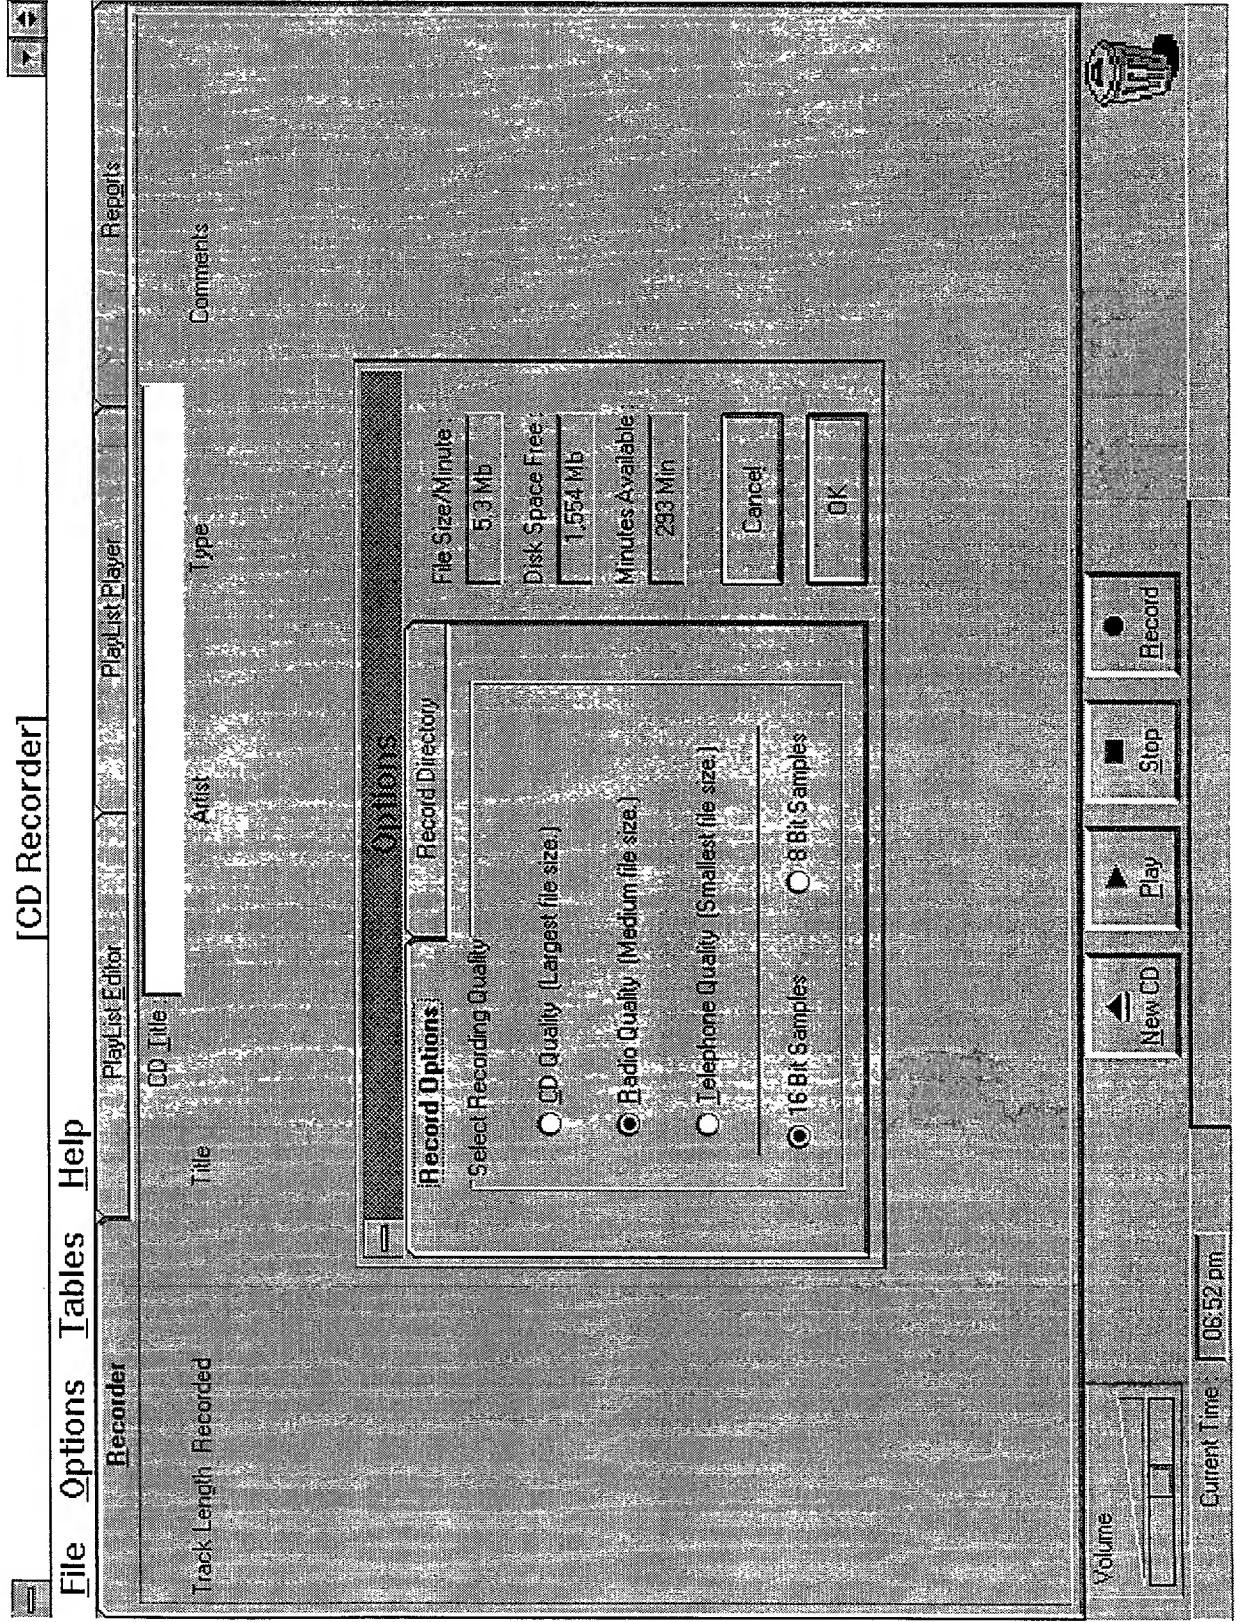 [CD Recorder]
File Options Tables Help
Recorder PlayList Editor PlayList Player Reports
CD Title:
Track Length Recorded Title Artist Type Comments
Options
Record Options Record Directory
Select Recording Quality
CD Quality (Largest file size.)
Radio Quality (Medium file size.)
Telephone Quality (Smallest file size.)
16 Bit Samples 8 Bit Samples
File Size/Minute:
5.3 Mb
Disk Space Free:
1,554 Mb
Minutes Available:
293 Min
Cancel
OK
Volume
New CD Play Stop Record
Current Time: 06:52 pm